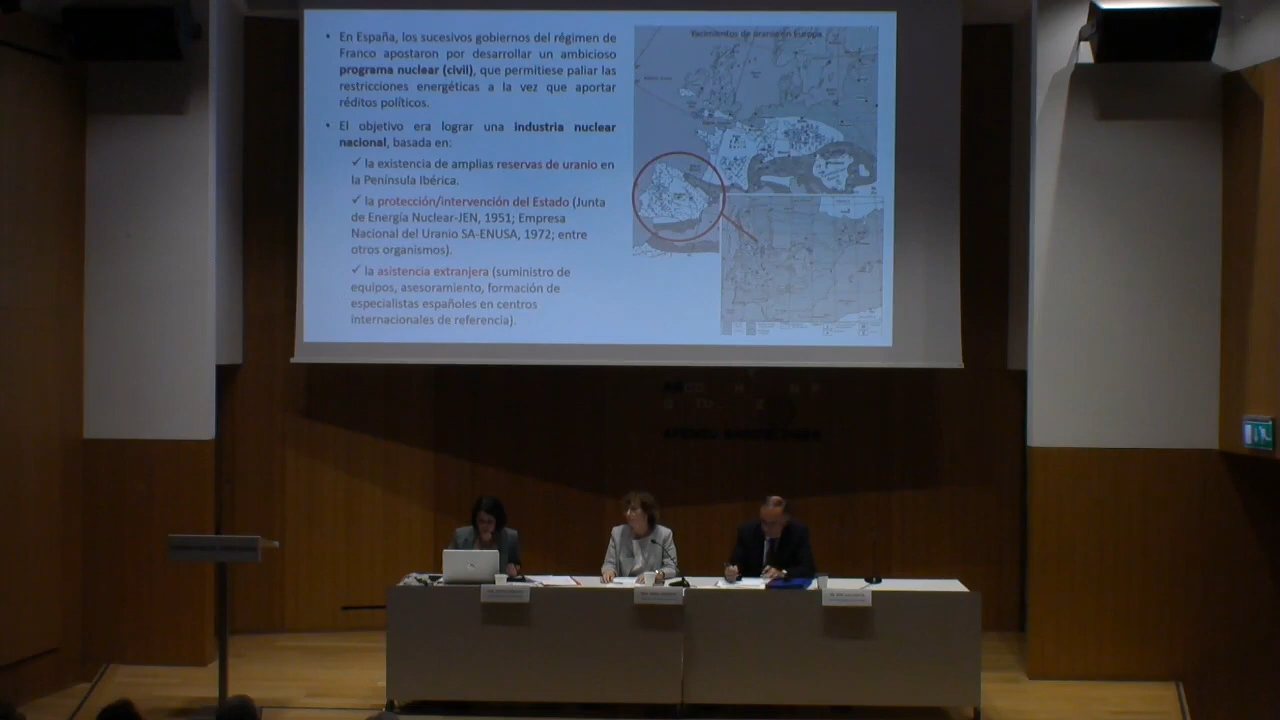 • En España, los sucesivos gobiernos del régimen de
Franco apostaron por desarrollar un ambicioso
programa nuclear (civil), que permitiese paliar las
restricciones energéticas a la vez que aportar
réditos políticos.
• El objetivo era lograr una industria nuclear
nacional, basada en:
✓ la existencia de amplias reservas de uranio en
la Península Ibérica.
✓ la protección/intervención del Estado (Junta
de Energía Nuclear-JEN, 1951; Empresa
Nacional del Uranio SA-ENUSA, 1972; entre
otros organismos).
✓ la asistencia extranjera (suministro de
equipos, asesoramiento, formación de
especialistas españoles en centros
internacionales de referencia).
Yacimientos de uranio en Europa